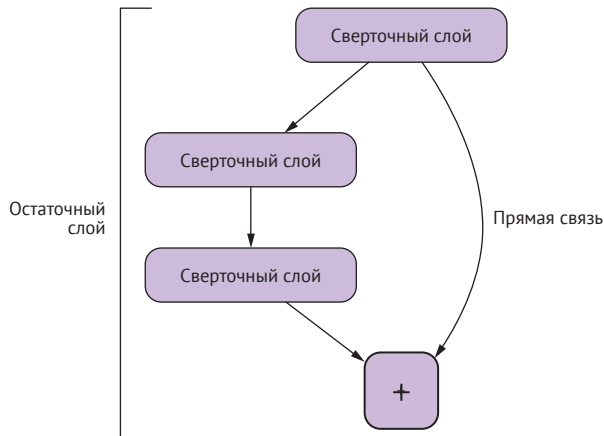 Сверточный слой
Сверточный слой
Остаточный
слой
Прямая связь
Сверточный слой
+